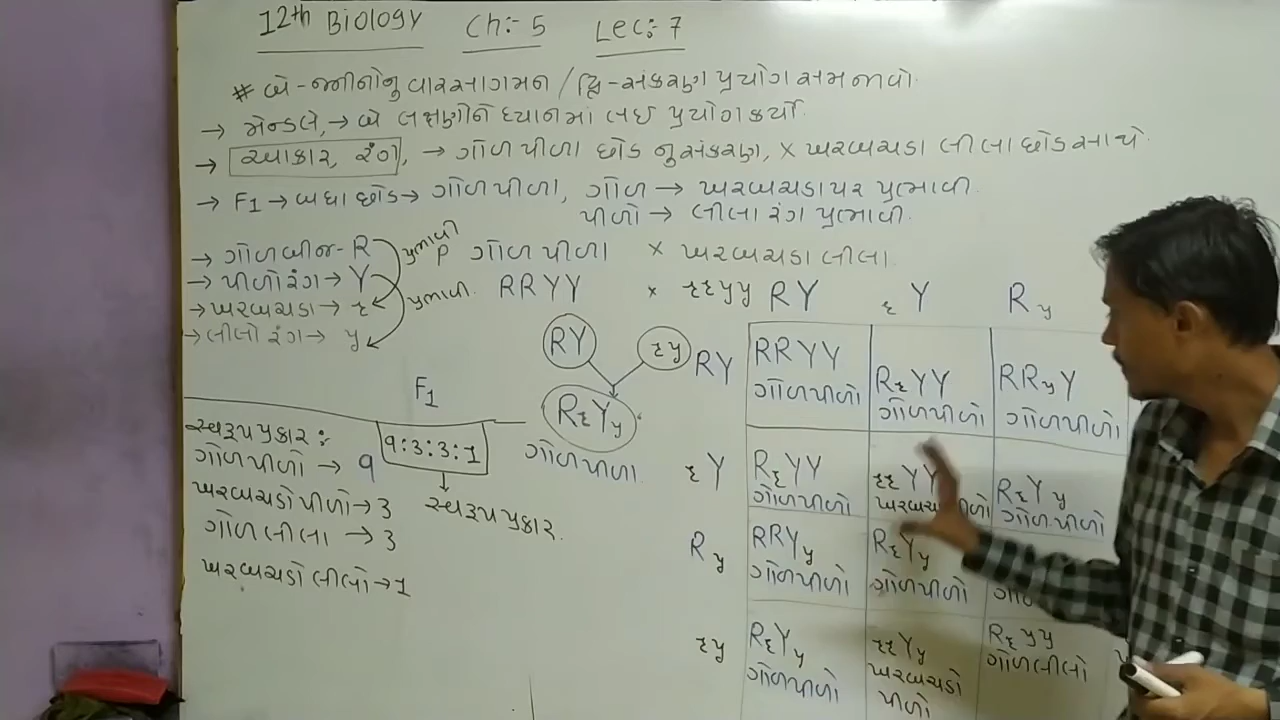 12th Biology Ch:- 5 Lec: 7
# બે-જનીનોનુ વારસાગમન / દ્વિ-સંકરણ પ્રયોગ સમજાવો.
→ મેન્ડલે, → બે લક્ષણોને ધ્યાનમાં લઇ પ્રયોગ કર્યો.
→ આકાર, રંગ, → ગોળ પીળા છોડ નુ સંકરણ, × ખરબચડા લીલા છોડ સાથે.
→ F1 → બધા છોડ → ગોળ પીળા, ગોળ → ખરબચડા પર પ્રભાવી.
પીળો → લીલા રંગ પ્રભાવી.
→ ગોળ બીજ- R પ્રભાવી
→ પીળો રંગ → Y પ્રભાવી.
→ ખરબચડા → r
→ લીલો રંગ → y
P ગોળ પીળા × ખરબચડા લીલા.
RRYY × rryy
RY ry
RrYy
ગોળ પીળા
F1
9:3:3:1
સ્વરૂપ પ્રકાર.
સ્વરૂપ પ્રકાર :
ગોળ પીળો → 9
ખરબચડો પીળો → 3
ગોળ લીલા → 3
ખરબચડો લીલો → 1
RY rY Ry
RY RRYY RrYY RRyY
ગોળ પીળો ગોળ પીળો ગોળ પીળો
rY RrYY rrYY RrYy
ગોળ પીળો ગોળ પીળો
Ry RRYy RrYy
ગોળ પીળો ગોળ પીળો
ry RrYy rrYy Rryy
ગોળ પીળો ખરબચડો પીળો ગોળ લીલો